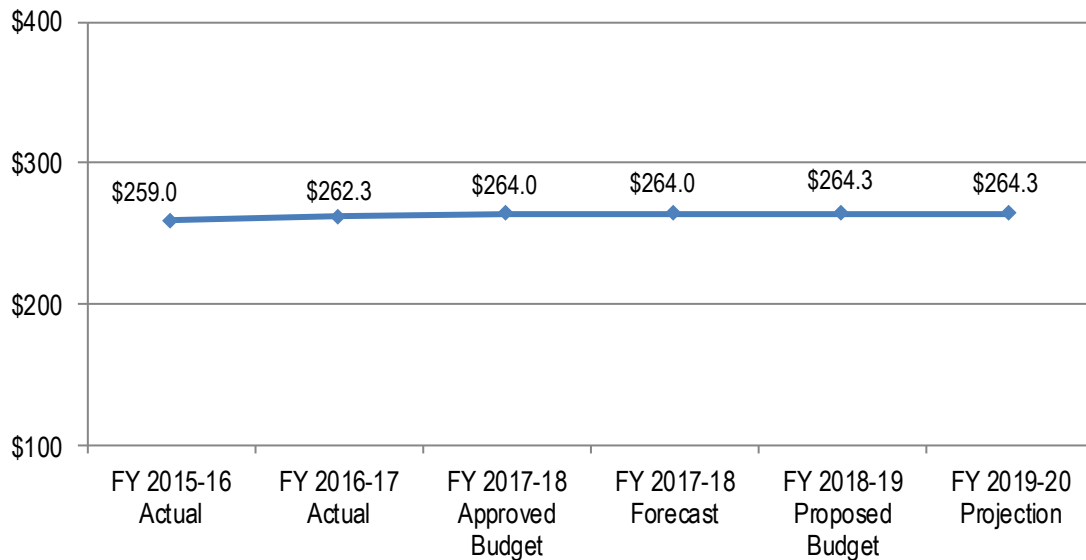 $400
$300
$200
$100
$259.0
$262.3
$264.0
$264.0
$264.3
$264.3
FY 2015-16
Actual
FY 2016-17
Actual
FY 2017-18
Approved
Budget
FY 2017-18
Forecast
FY 2018-19
Proposed
Budget
FY 2019-20
Projection